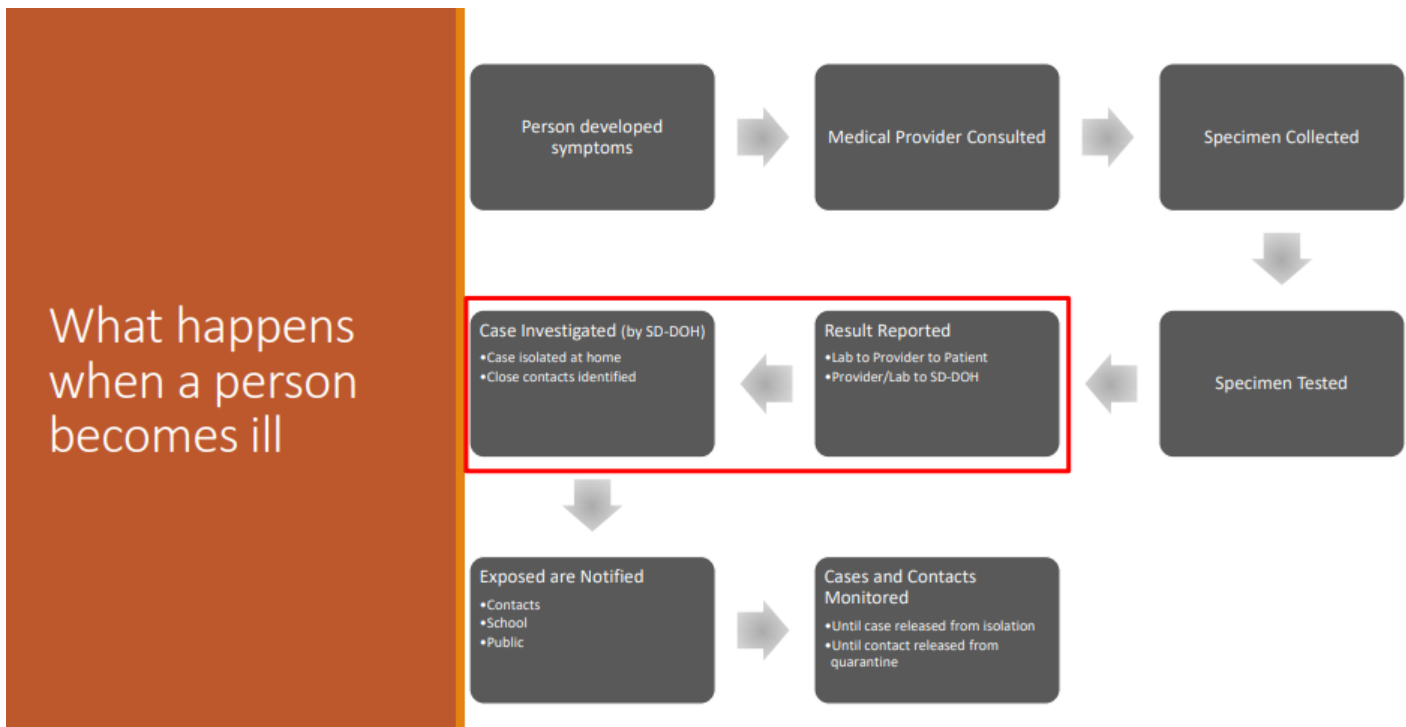 What happens
when a person
becomes ill
Person developed
symptoms
Medical Provider Consulted
Specimen Collected
Specimen Tested
Result Reported
•Lab to Provider to Patient
•Provider/Lab to SD-DOH
Case Investigated (by SD-DOH)
•Case isolated at home
•Close contacts identified
Exposed are Notified
•Contacts
•School
•Public
Cases and Contacts
Monitored
•Until case released from isolation
•Until contact released from
quarantine